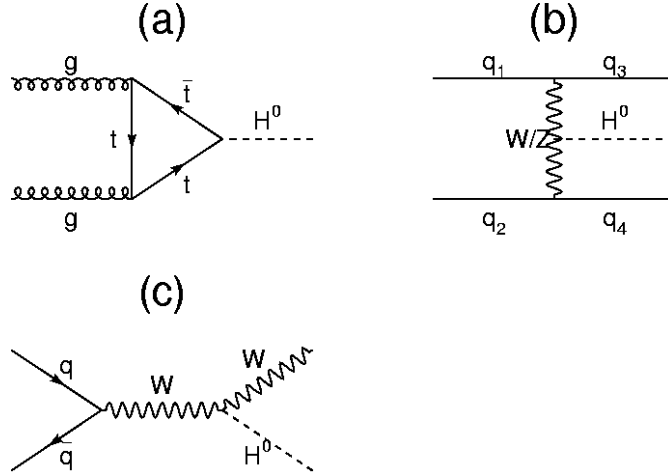 (a)
g
t̄
t
H⁰
t
g
(b)
q₁ q₃
W/Z H⁰
q₂ q₄
(c)
q
W
W
q̄
H⁰